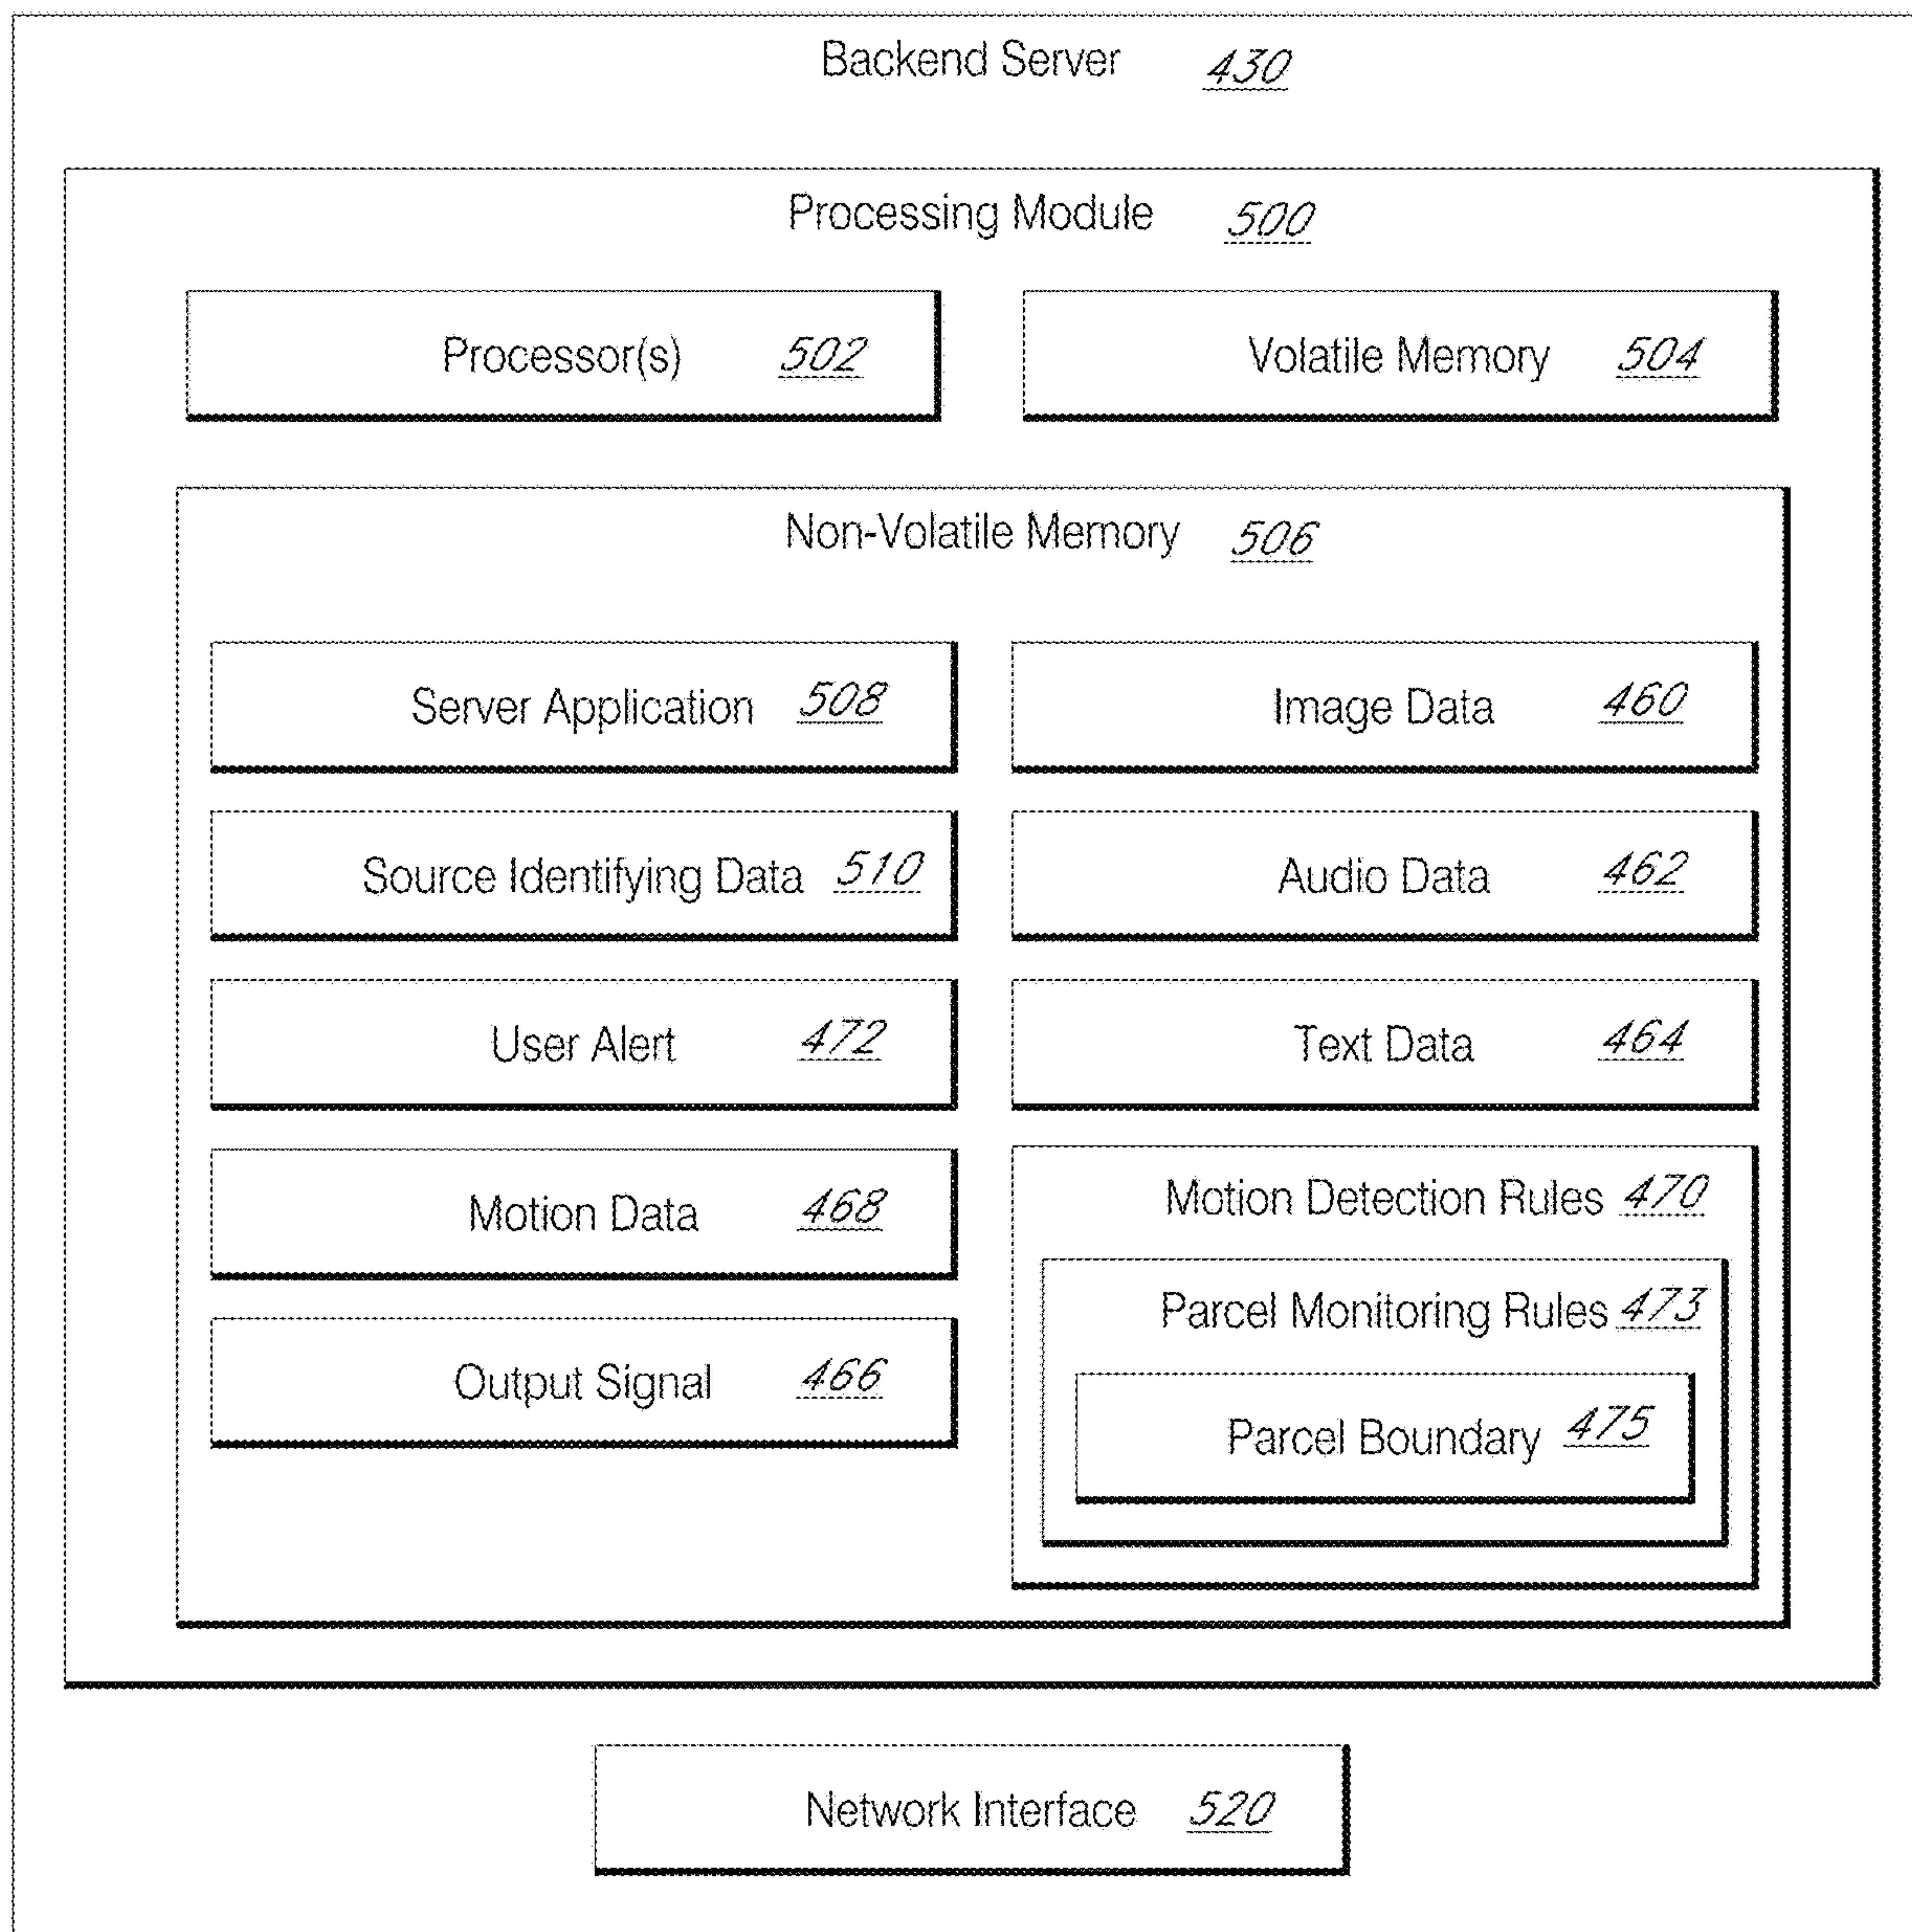 Backend Server 430
Processing Module 500
Processor(s) 502
Volatile Memory 504
Non-Volatile Memory 506
Server Application 508
Image Data 460
Source Identifying Data 510
Audio Data 462
User Alert 472
Text Data 464
Motion Data 468
Motion Detection Rules 470
Parcel Monitoring Rules 473
Output Signal 466
Parcel Boundary 475
Network Interface 520